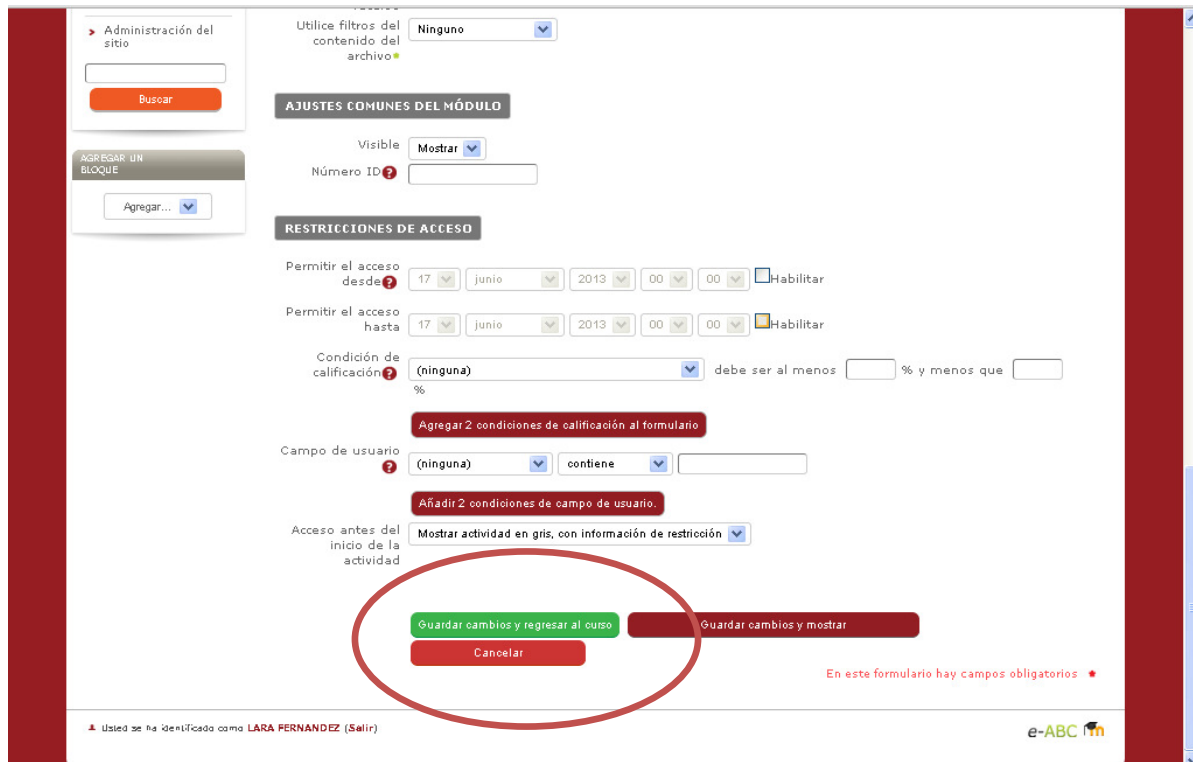 Administración del
sitio
Buscar
AGREGAR UN
BLOQUE
Agregar...
Utilice filtros del
contenido del
archivo
Ninguno
AJUSTES COMUNES DEL MÓDULO
Visible
Mostrar
Número ID
RESTRICCIONES DE ACCESO
Permitir el acceso
desde
17 junio 2013 00 00 Habilitar
Permitir el acceso
hasta
17 junio 2013 00 00 Habilitar
Condición de
calificación
(ninguna) debe ser al menos % y menos que
%
Agregar 2 condiciones de calificación al formulario
Campo de usuario
(ninguna) contiene
Añadir 2 condiciones de campo de usuario.
Acceso antes del
inicio de la
actividad
Mostrar actividad en gris, con información de restricción
Guardar cambios y regresar al curso Guardar cambios y mostrar
Cancelar
En este formulario hay campos obligatorios *
Usted se ha identificado como LARA FERNANDEZ (Salir)
e-ABC m